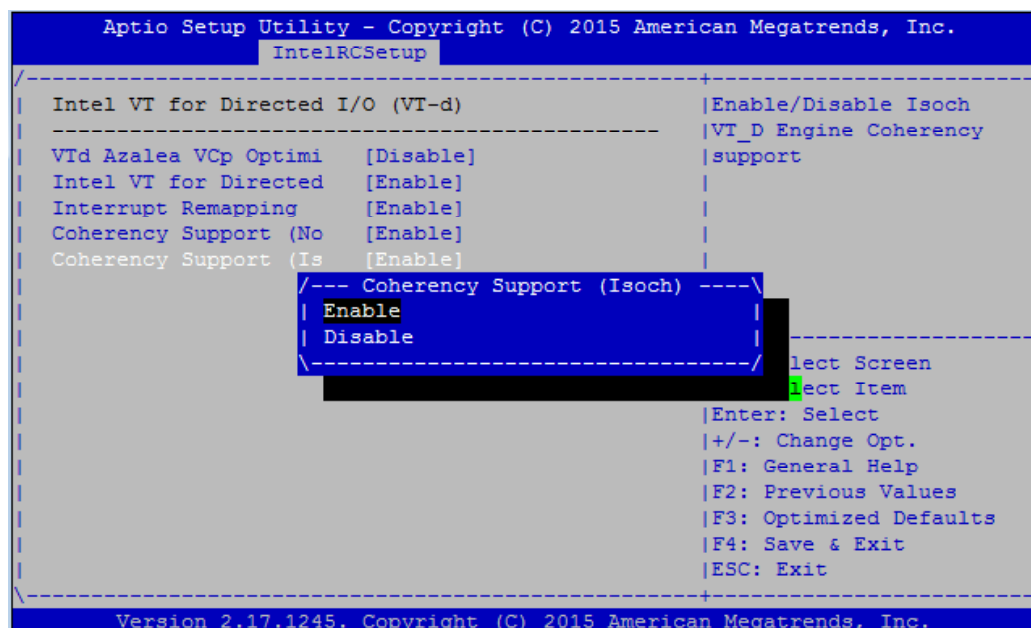 Aptio Setup Utility - Copyright (C) 2015 American Megatrends, Inc.
IntelRCSetup
Intel VT for Directed I/O (VT-d)
VTd Azalea VCp Optimi [Disable]
Intel VT for Directed [Enable]
Interrupt Remapping [Enable]
Coherency Support (No [Enable]
Coherency Support (Is [Enable]
Enable/Disable Isoch
VT_D Engine Coherency
support
Coherency Support (Isoch)
Enable
Disable
lect Screen
lect Item
Enter: Select
+/-: Change Opt.
F1: General Help
F2: Previous Values
F3: Optimized Defaults
F4: Save & Exit
ESC: Exit
Version 2.17.1245. Copyright (C) 2015 American Megatrends, Inc.